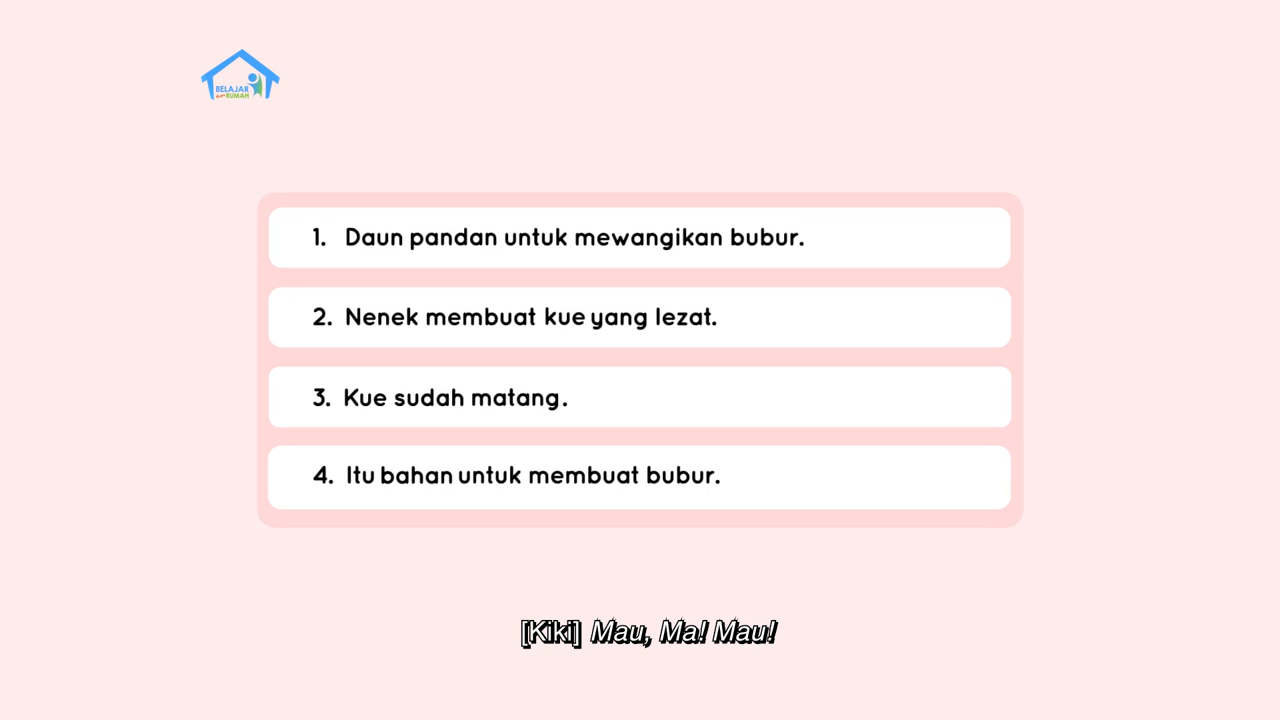 BELAJAR
dari RUMAH
1. Daun pandan untuk mewangikan bubur.
2. Nenek membuat kue yang lezat.
3. Kue sudah matang.
4. Itu bahan untuk membuat bubur.
[Kiki] Mau, Ma! Mau!